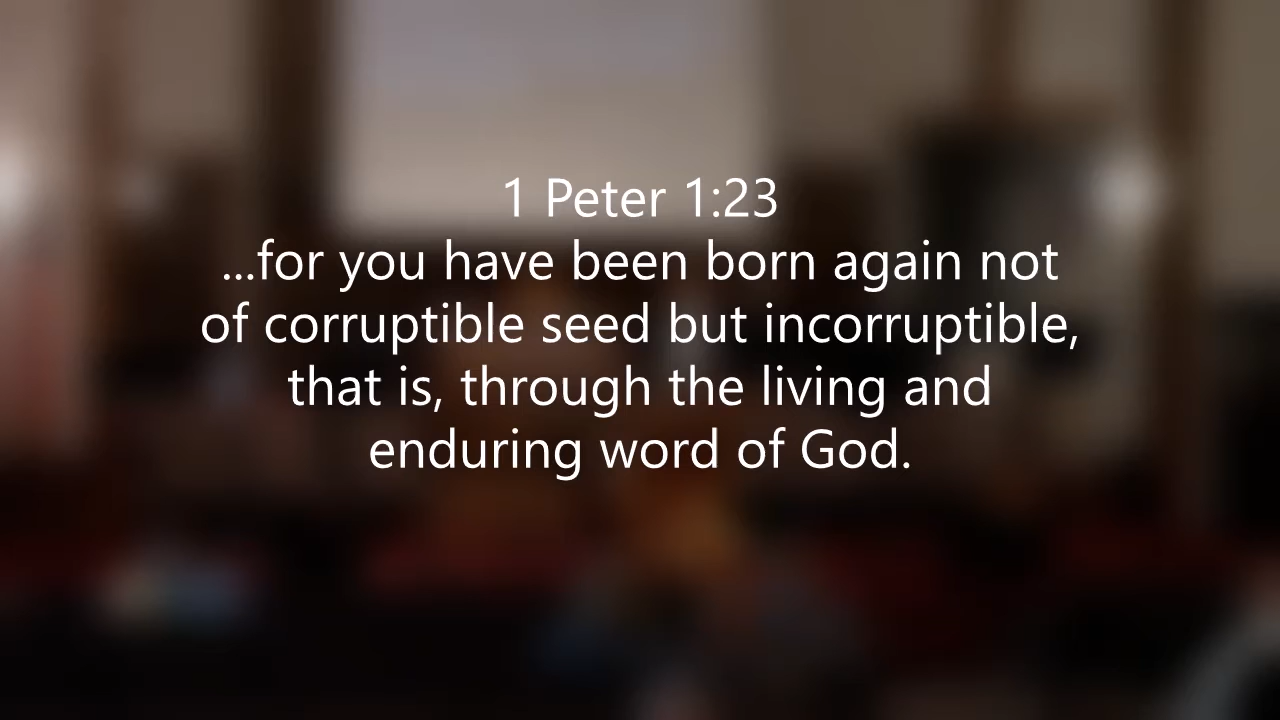 1 Peter 1:23
...for you have been born again not
of corruptible seed but incorruptible,
that is, through the living and
enduring word of God.